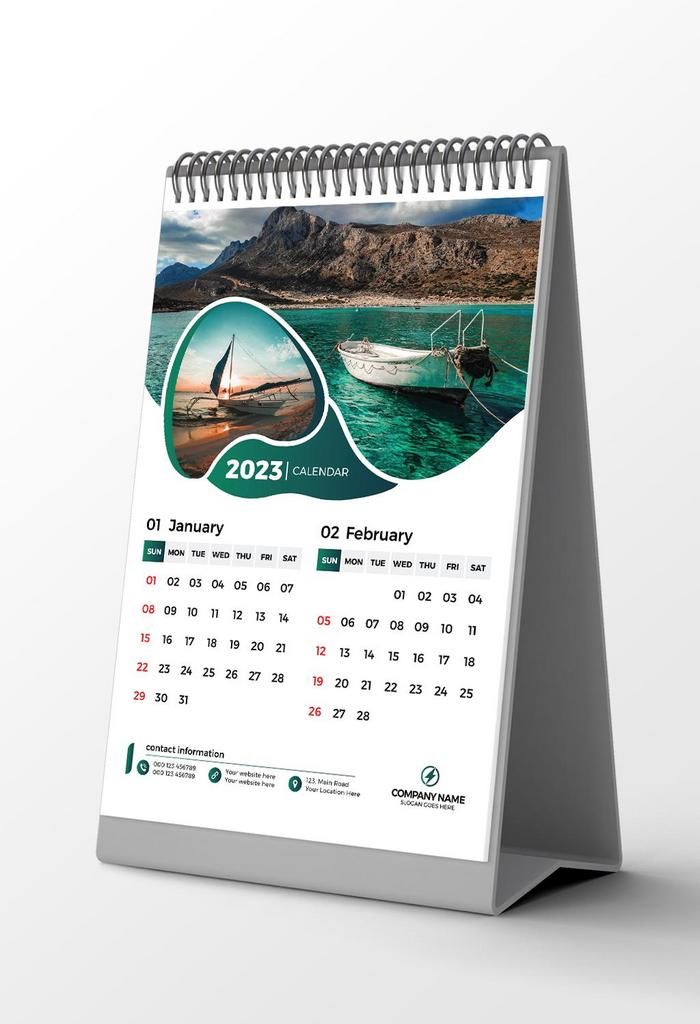 2023 | CALENDAR
01 January
SUN MON TUE WED THU FRI SAT
01 02 03 04 05 06 07
08 09 10 11 12 13 14
15 16 17 18 19 20 21
22 23 24 25 26 27 28
29 30 31
02 February
SUN MON TUE WED THU FRI SAT
01 02 03 04
05 06 07 08 09 10 11
12 13 14 15 16 17 18
19 20 21 22 23 24 25
26 27 28
contact information
000 123 456789
000 123 456789
Your website here
Your website here
123, Main Road
Your Location Here
COMPANY NAME
SLOGAN GOES HERE